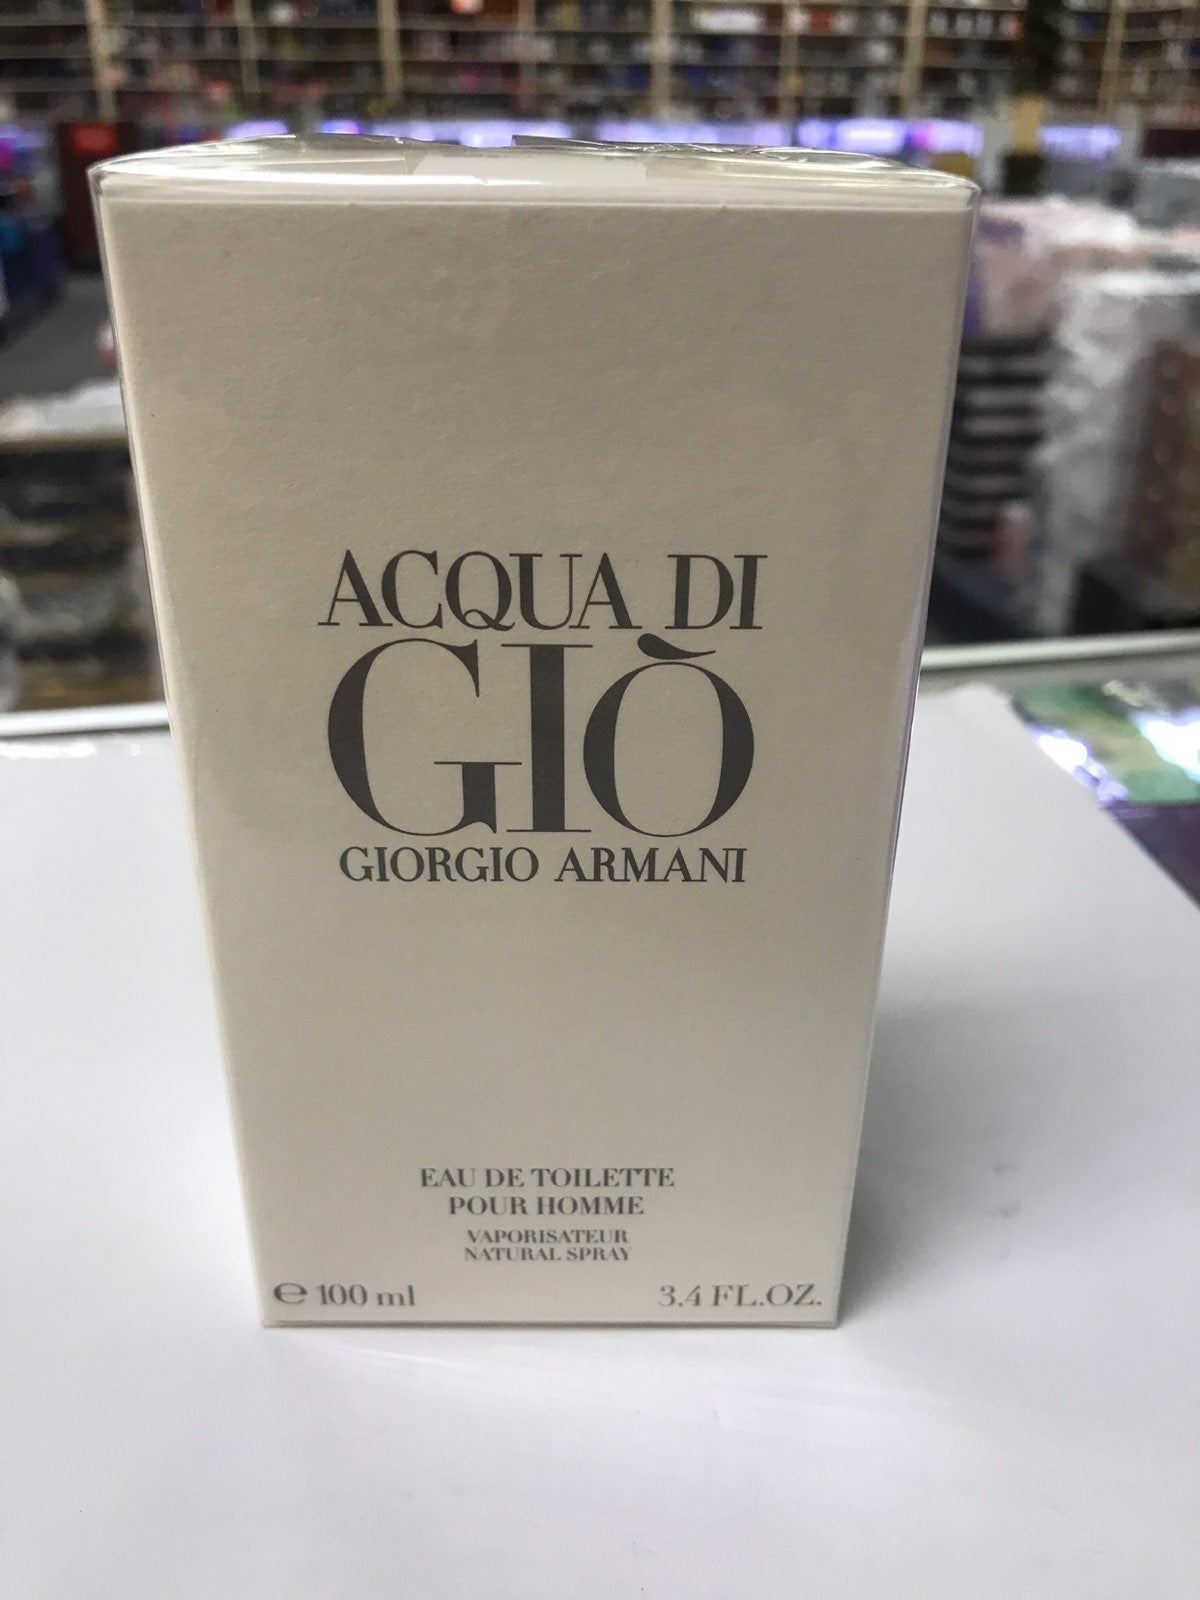 ACQUA DI
GIÒ
GIORGIO ARMANI
EAU DE TOILETTE
POUR HOMME
VAPORISATEUR
NATURAL SPRAY
℮ 100 ml 3.4 FL.OZ.